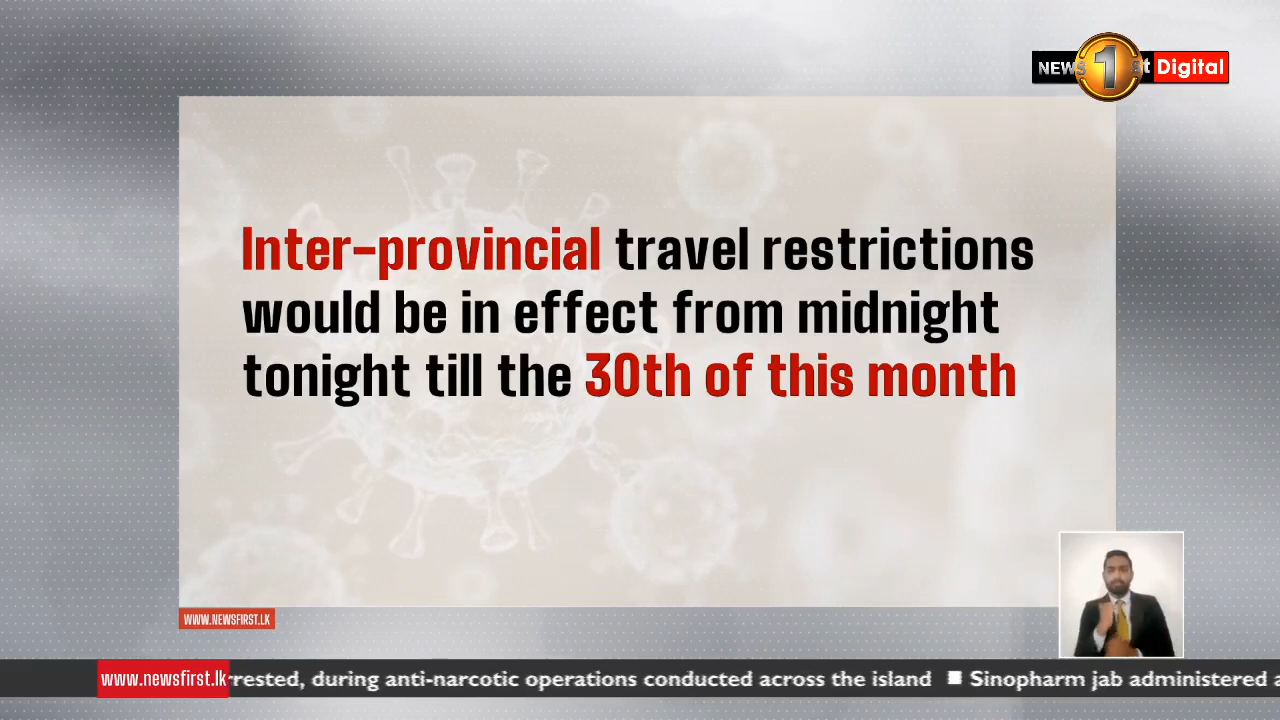 NEWS 1st Digital
Inter-provincial travel restrictions
would be in effect from midnight
tonight till the 30th of this month
WWW.NEWSFIRST.LK
www.newsfirst.lk rrested, during anti-narcotic operations conducted across the island ■ Sinopharm jab administered a